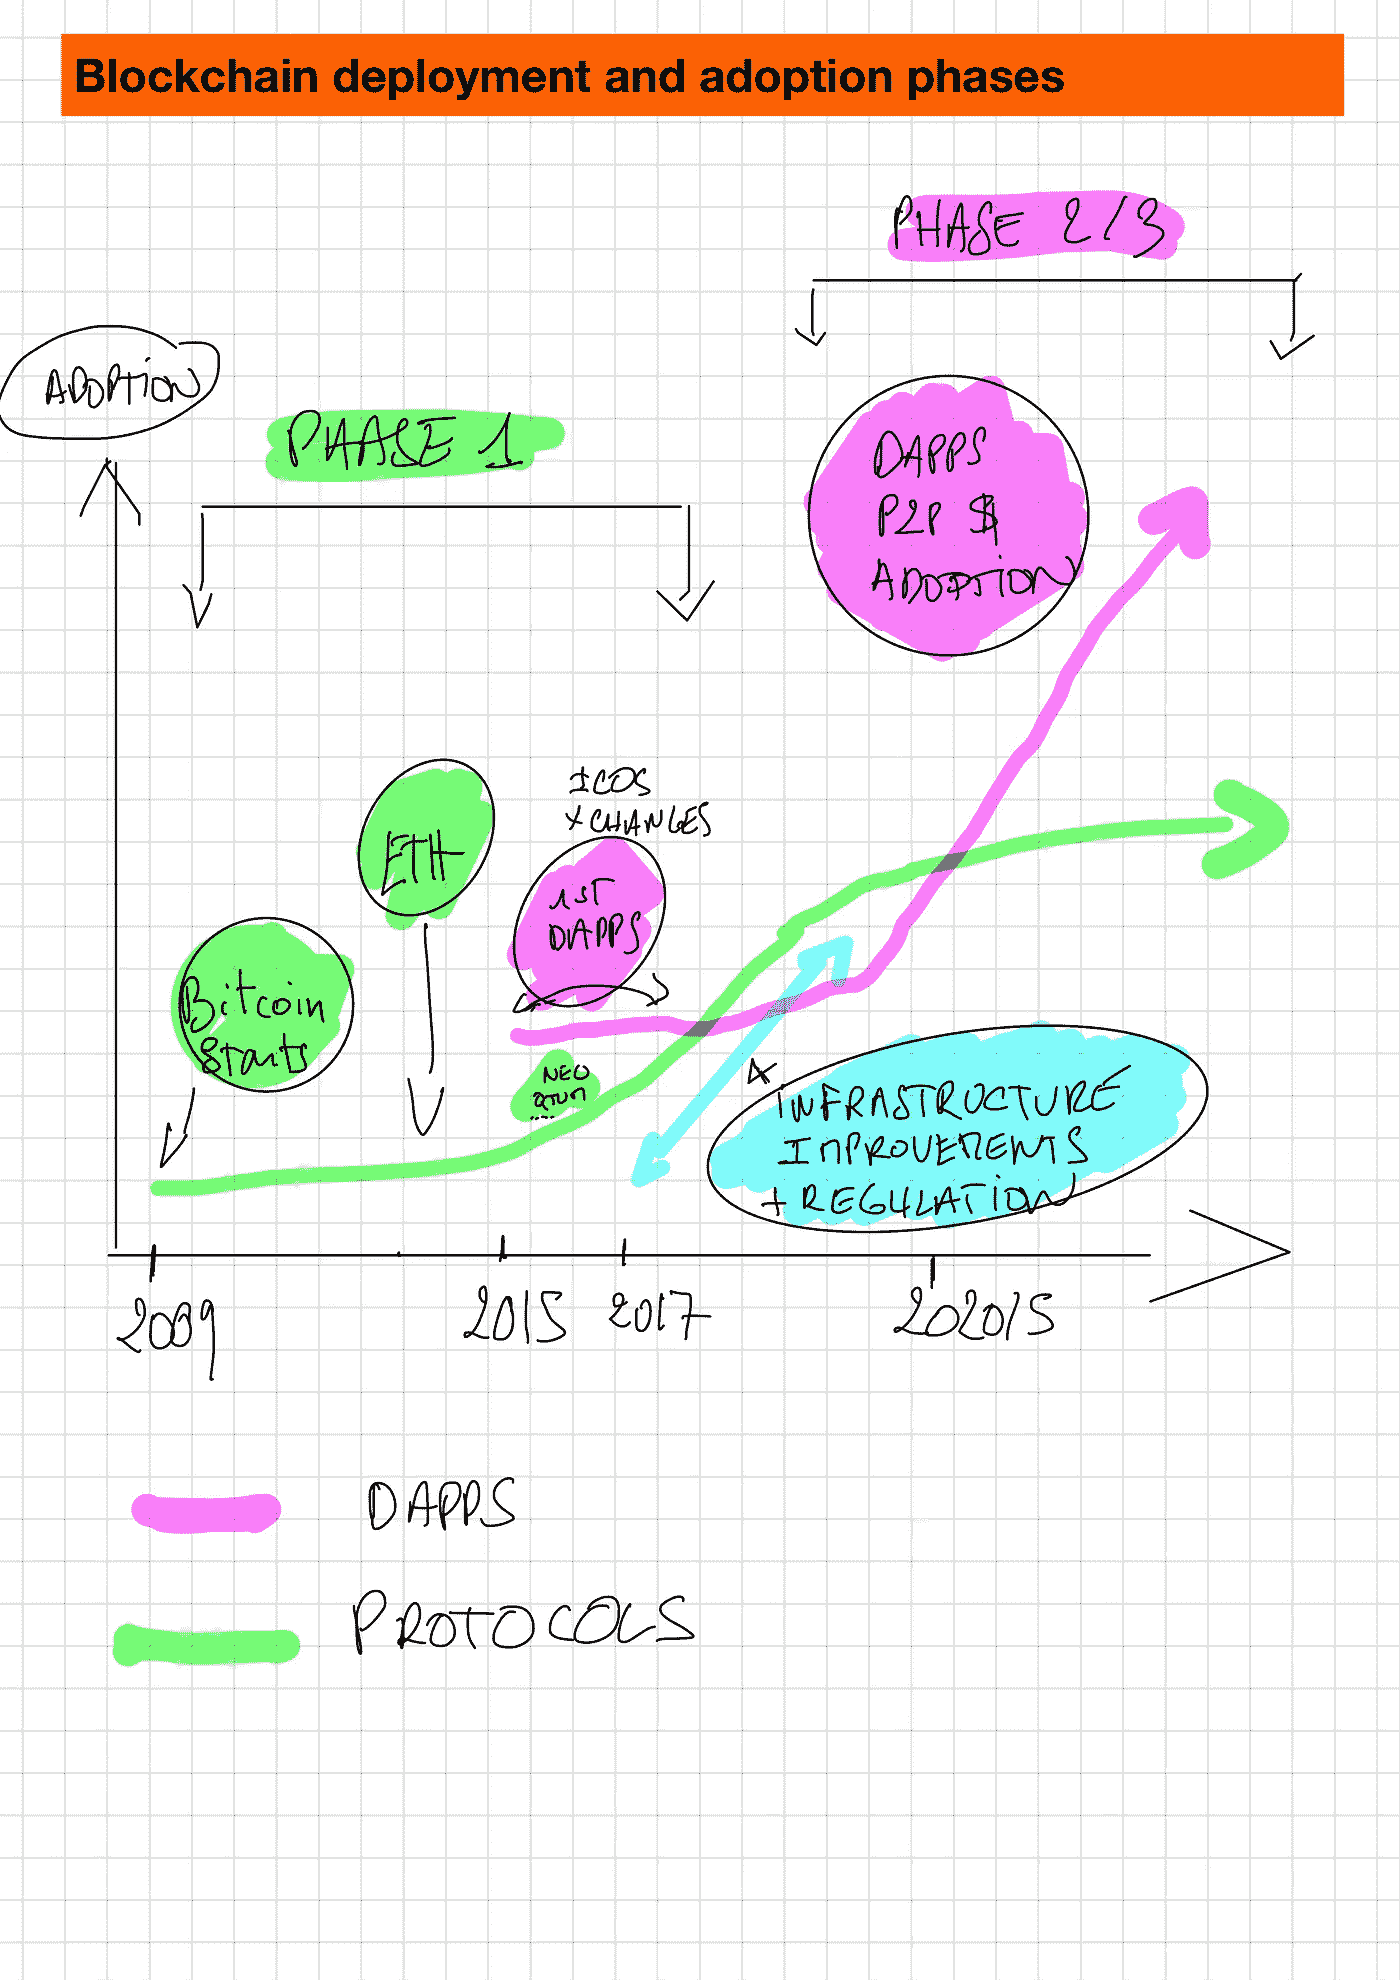 Blockchain deployment and adoption phases
PHASE 2/3
ADOPTION
PHASE 1
DAPPS
P2P $
ADOPTION
ICOS
XCHANGES
ETH
1ST
DAPPS
Bitcoin
Starts
NEO
QTUM
....
INFRASTRUCTURE
IMPROVEMENTS
+ REGULATION
2009
2015
2017
2020/5
DAPPS
PROTOCOLS